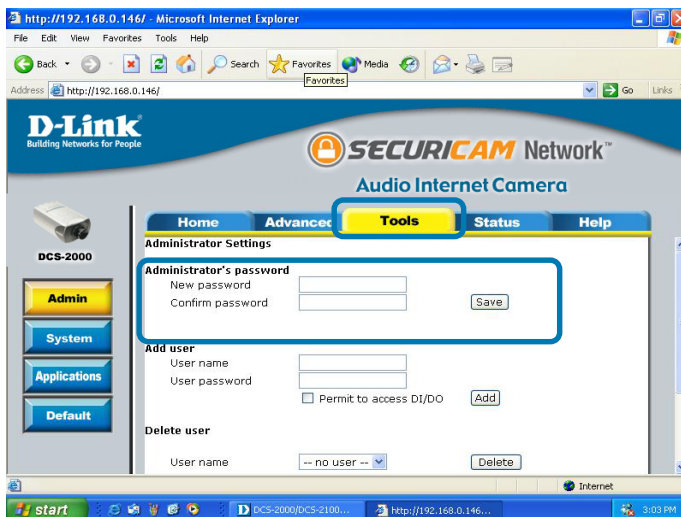 http://192.168.0.146/ - Microsoft Internet Explorer
File Edit View Favorites Tools Help
Back Search Favorites Media
Favorites
Address http://192.168.0.146/ Go Links
D-Link
Building Networks for People
SECURICAM Network™
Audio Internet Camera
Home Advanced Tools Status Help
DCS-2000
Admin
System
Applications
Default
Administrator Settings
Administrator's password
New password
Confirm password Save
Add user
User name
User password
Permit to access DI/DO Add
Delete user
User name -- no user -- Delete
Internet
start DCS-2000/DCS-2100... http://192.168.0.146... 3:03 PM